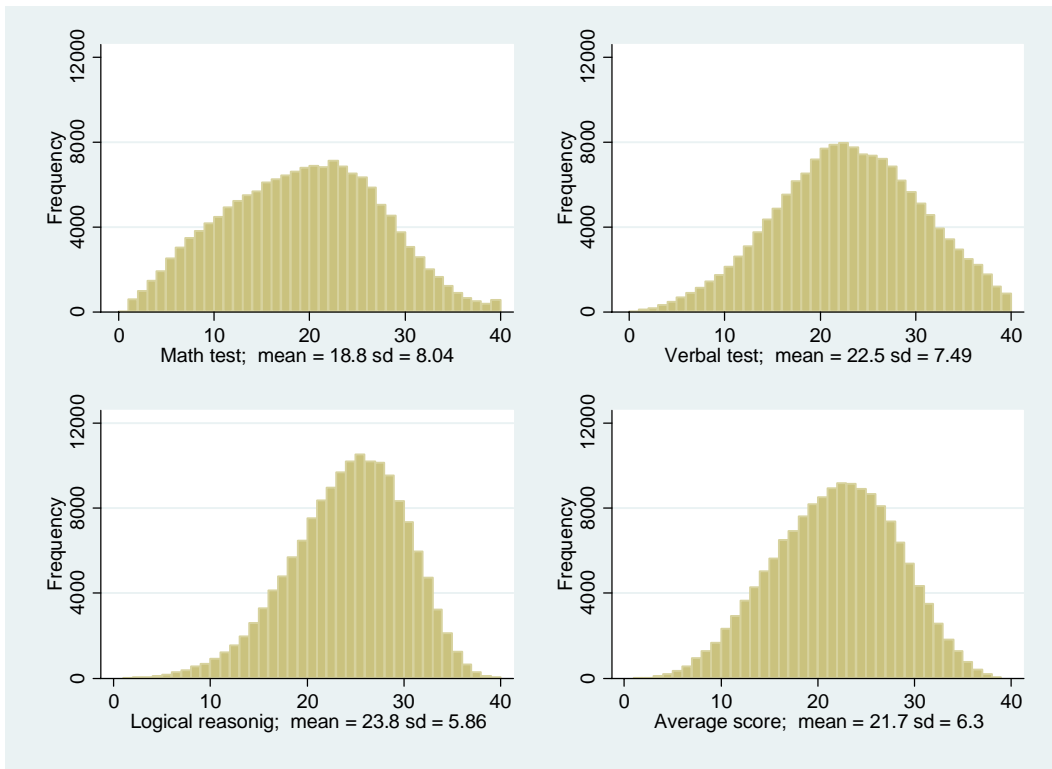 12000
8000
4000
0
Frequency
0 10 20 30 40
Math test;  mean = 18.8 sd = 8.04
12000
8000
4000
0
Frequency
0 10 20 30 40
Verbal test;  mean = 22.5 sd = 7.49
12000
8000
4000
0
Frequency
0 10 20 30 40
Logical reasonig;  mean = 23.8 sd = 5.86
12000
8000
4000
0
Frequency
0 10 20 30 40
Average score;  mean = 21.7 sd = 6.3